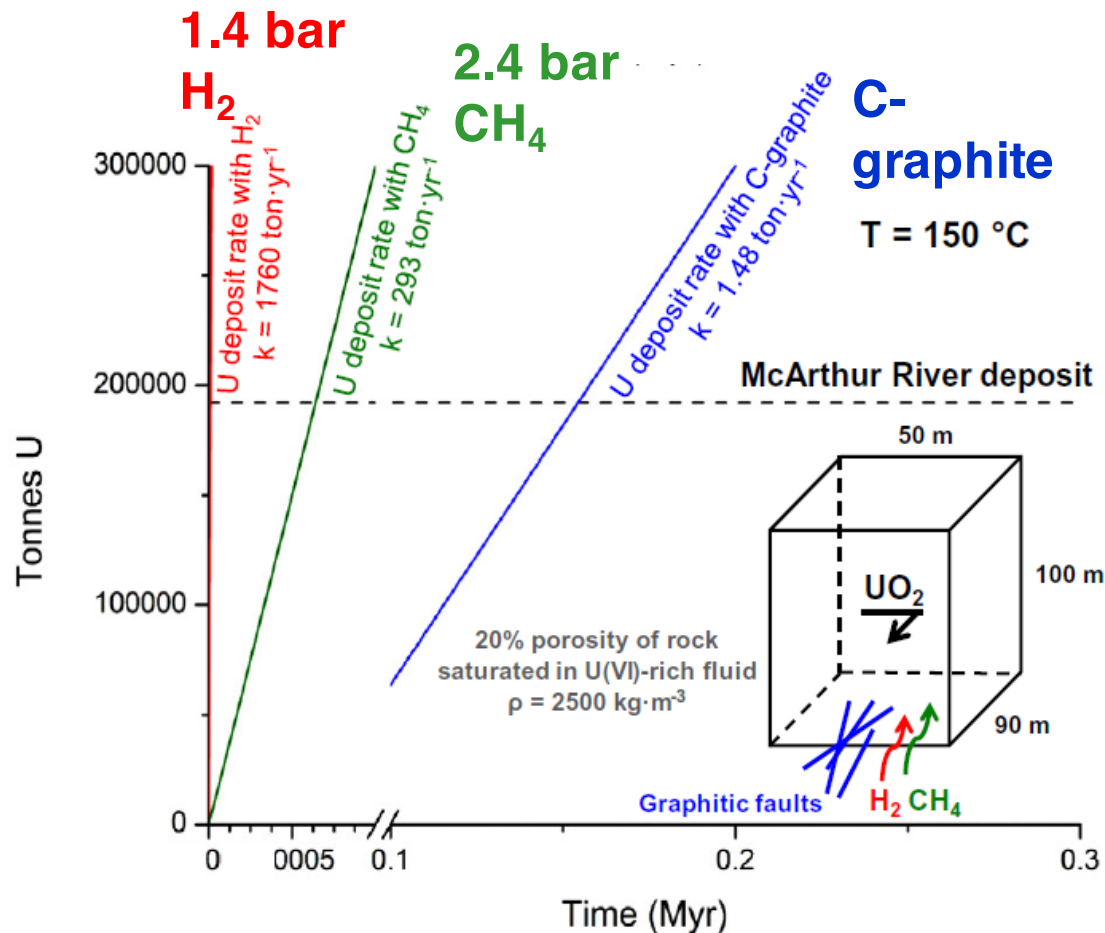 1.4 bar
H₂
2.4 bar
CH₄
C-
graphite
T = 150 °C
U deposit rate with H₂
k = 1760 ton·yr⁻¹
U deposit rate with CH₄
k = 293 ton·yr⁻¹
U deposit rate with C-graphite
k = 1.48 ton·yr⁻¹
300000
200000
100000
0
Tonnes U
McArthur River deposit
50 m
100 m
90 m
UO₂
20% porosity of rock
saturated in U(VI)-rich fluid
ρ = 2500 kg·m⁻³
Graphitic faults
H₂ CH₄
0 0005 0.1 0.2 0.3
Time (Myr)